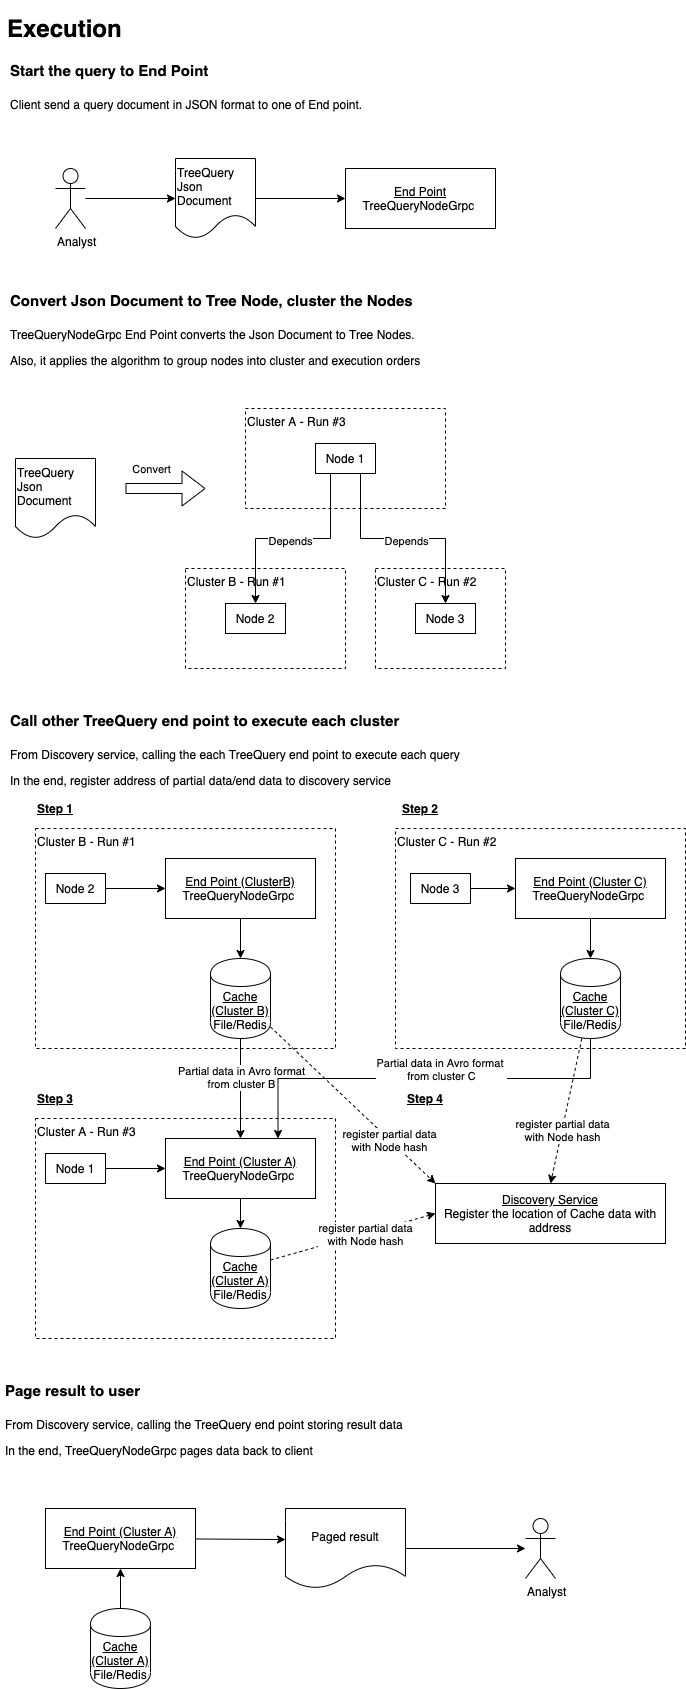 Execution
Start the query to End Point
Client send a query document in JSON format to one of End point.
TreeQuery
Json
Document
End Point
TreeQueryNodeGrpc
Analyst
Convert Json Document to Tree Node, cluster the Nodes
TreeQueryNodeGrpc End Point converts the Json Document to Tree Nodes.
Also, it applies the algorithm to group nodes into cluster and execution orders
Cluster A - Run #3
Node 1
TreeQuery
Json
Document
Convert
Depends
Depends
Cluster B - Run #1
Node 2
Cluster C - Run #2
Node 3
Call other TreeQuery end point to execute each cluster
From Discovery service, calling the each TreeQuery end point to execute each query
In the end, register address of partial data/end data to discovery service
Step 1
Cluster B - Run #1
Node 2
End Point (ClusterB)
TreeQueryNodeGrpc
Cache
(Cluster B)
File/Redis
Step 2
Cluster C - Run #2
Node 3
End Point (Cluster C)
TreeQueryNodeGrpc
Cache
(Cluster C)
File/Redis
Partial data in Avro format
from cluster B
Partial data in Avro format
from cluster C
Step 3
Cluster A - Run #3
Node 1
End Point (Cluster A)
TreeQueryNodeGrpc
Cache
(Cluster A)
File/Redis
Step 4
register partial data
with Node hash
register partial data
with Node hash
register partial data
with Node hash
Discovery Service
Register the location of Cache data with
address
Page result to user
From Discovery service, calling the TreeQuery end point storing result data
In the end, TreeQueryNodeGrpc pages data back to client
End Point (Cluster A)
TreeQueryNodeGrpc
Paged result
Analyst
Cache
(Cluster A)
File/Redis